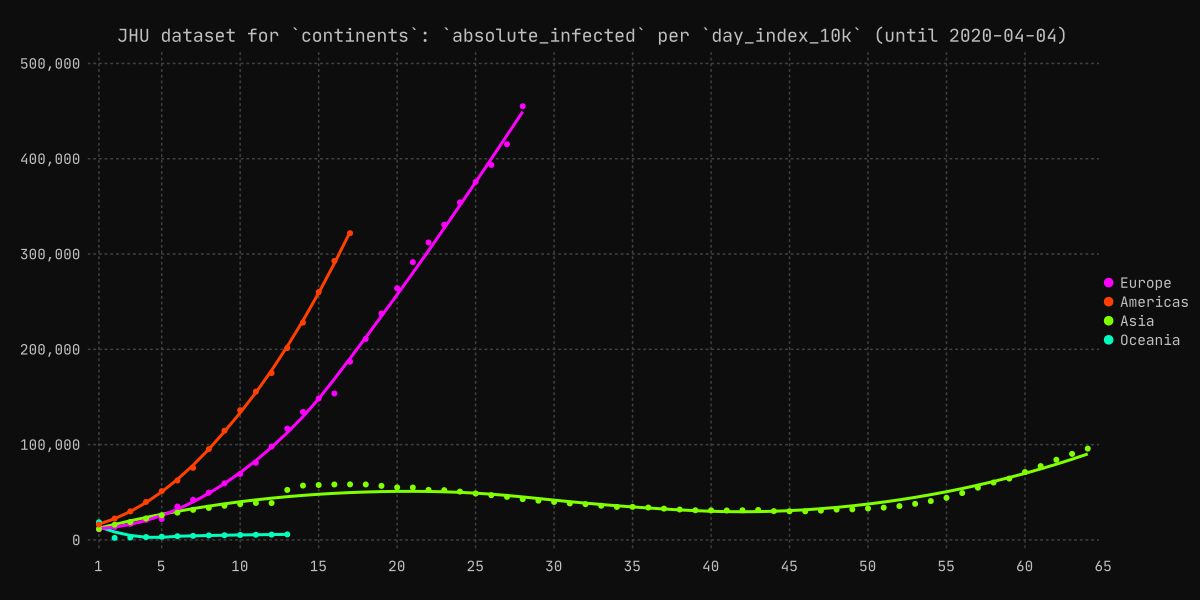 JHU dataset for `continents`: `absolute_infected` per `day_index_10k` (until 2020-04-04)
500,000
400,000
300,000
200,000
100,000
0
1 5 10 15 20 25 30 35 40 45 50 55 60 65
Europe
Americas
Asia
Oceania